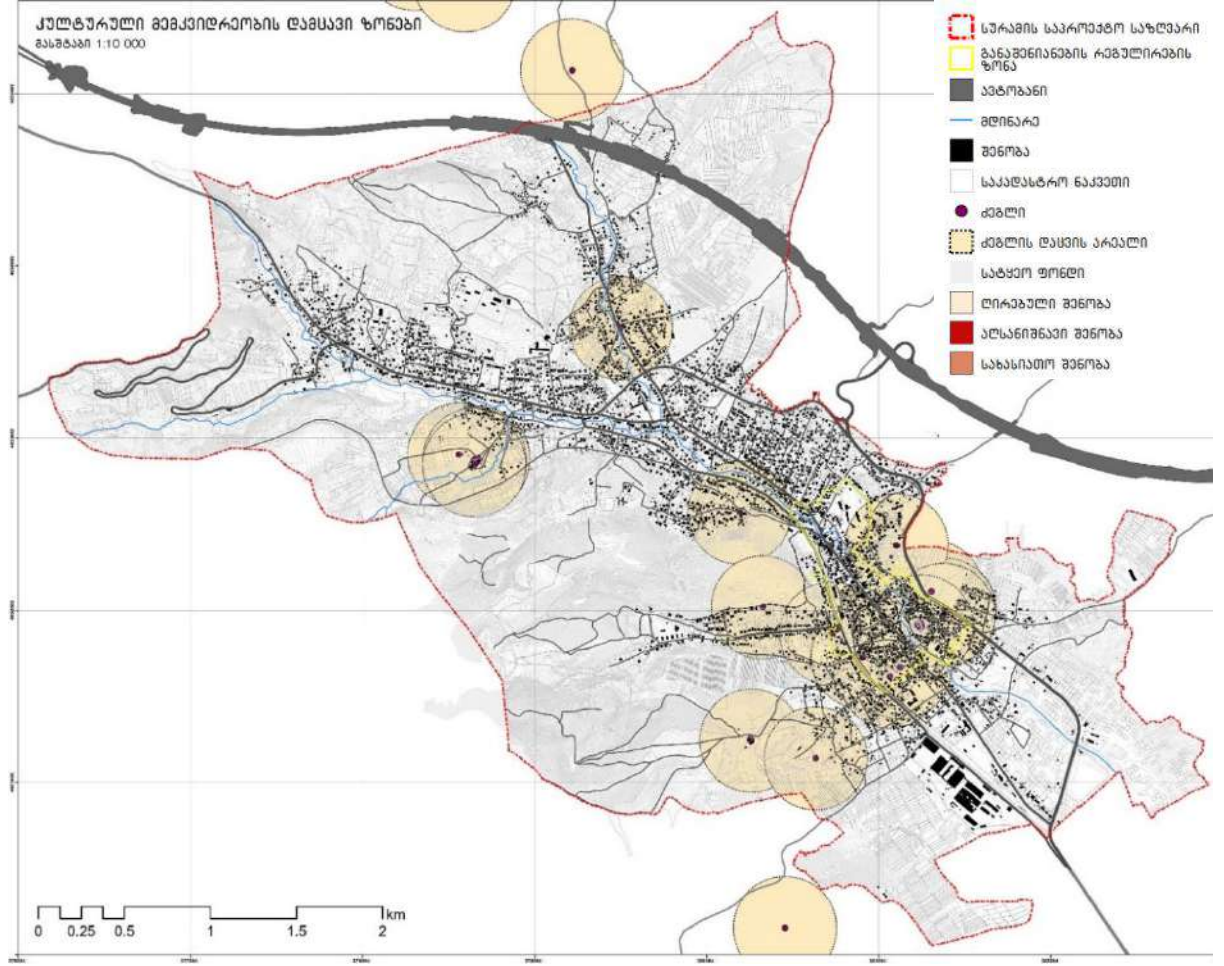 კულტურული მემკვიდრეობის დამცავი ზონები
მასშტაბი 1:10 000
სურამის საპროექტო საზღვარი
განაშენიანების რეგულირების
ზონა
ავტობანი
მდინარე
შენობა
საკადასტრო ნაკვეთი
ძეგლი
ძეგლის დაცვის არეალი
სატყეო ფონდი
ღირებული შენობა
აღსანიშნავი შენობა
სახასიათო შენობა
km
0 0.25 0.5 1 1.5 2